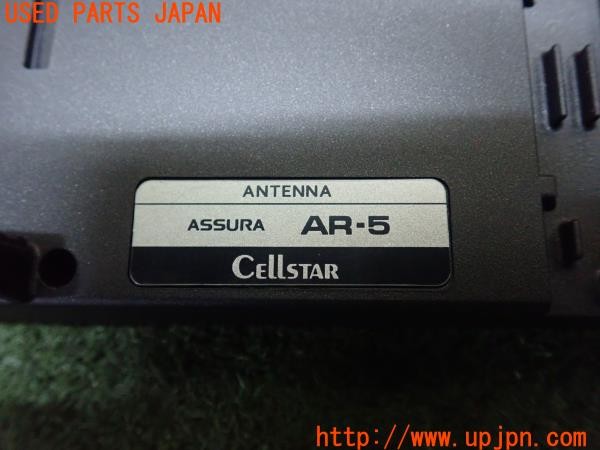 USED PARTS JAPAN
ANTENNA
ASSURA AR-5
CELLSTAR
http://www.upjpn.com/